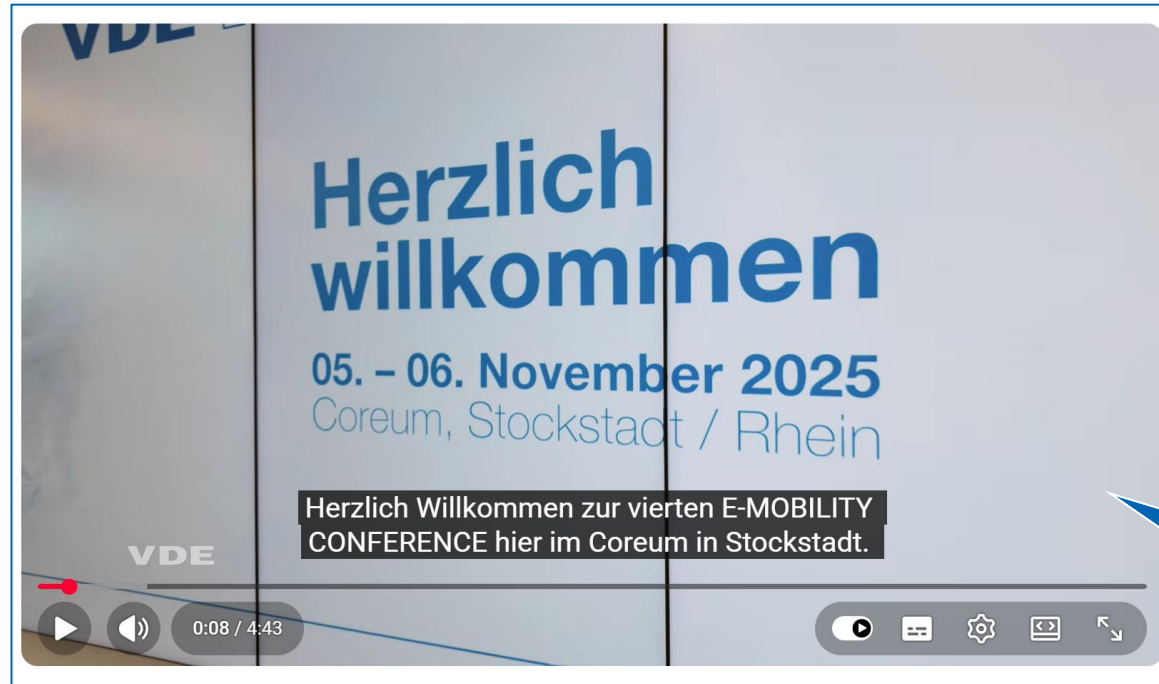 VDE
Herzlich
willkommen
05. – 06. November 2025
Coreum, Stockstadt / Rhein
Herzlich Willkommen zur vierten E-MOBILITY
CONFERENCE hier im Coreum in Stockstadt.
VDE
0:08 / 4:43